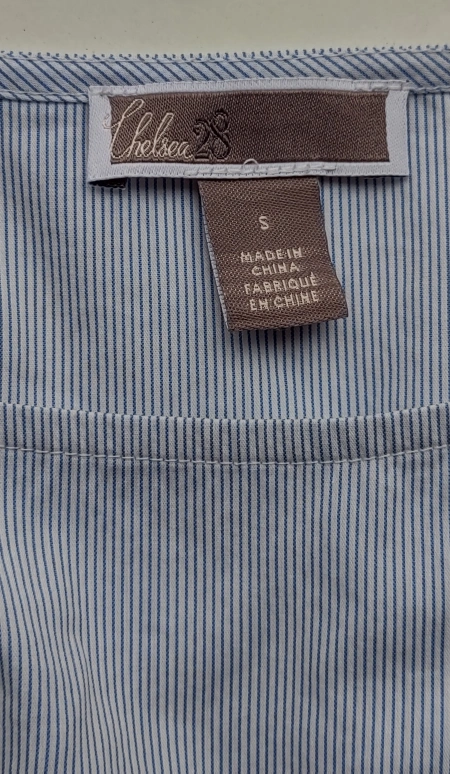 Chelsea28
S
MADE IN
CHINA
FABRIQUÉ
EN CHINE